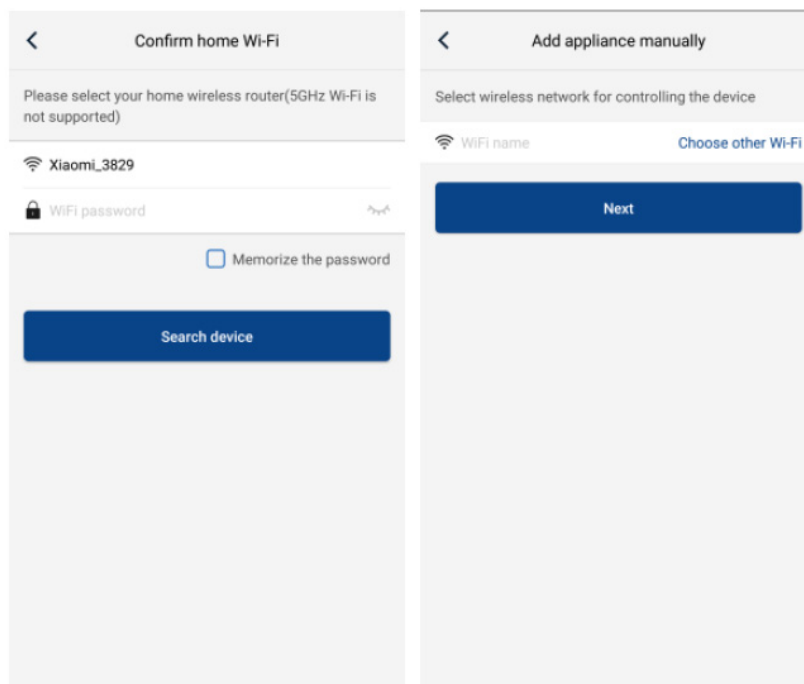 Confirm home Wi-Fi
Please select your home wireless router(5GHz Wi-Fi is
not supported)
Xiaomi_3829
WiFi password
Memorize the password
Search device
Add appliance manually
Select wireless network for controlling the device
WiFi name
Choose other Wi-Fi
Next